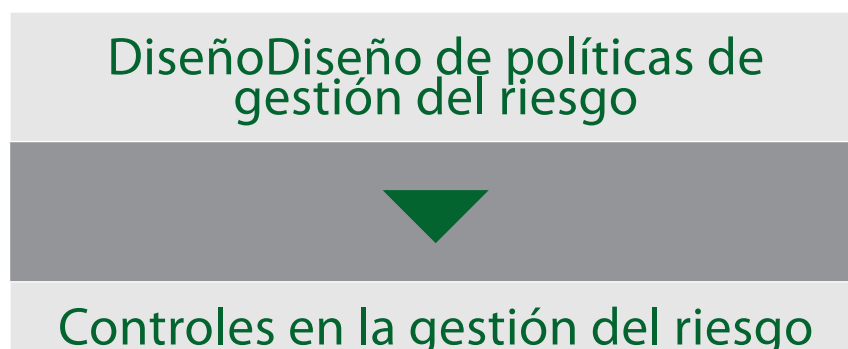 DiseñoDiseño de políticas de
gestión del riesgo
Controles en la gestión del riesgo